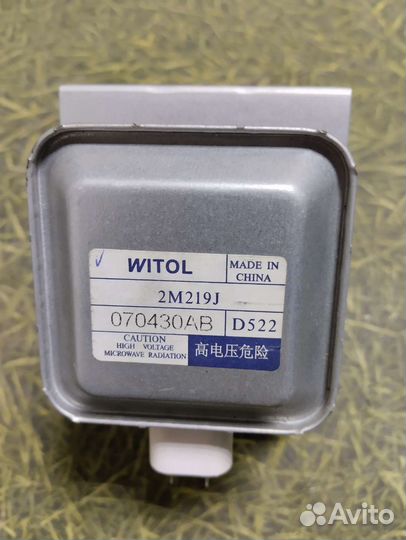 WITOL
MADE IN
CHINA
2M219J
070430AB
D522
CAUTION
HIGH VOLTAGE
MICROWAVE RADIATION
高电压危险
Avito